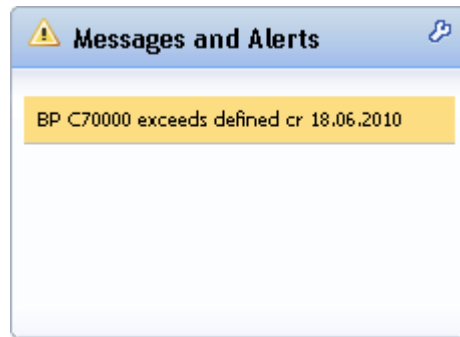 Messages and Alerts
BP C70000 exceeds defined cr 18.06.2010